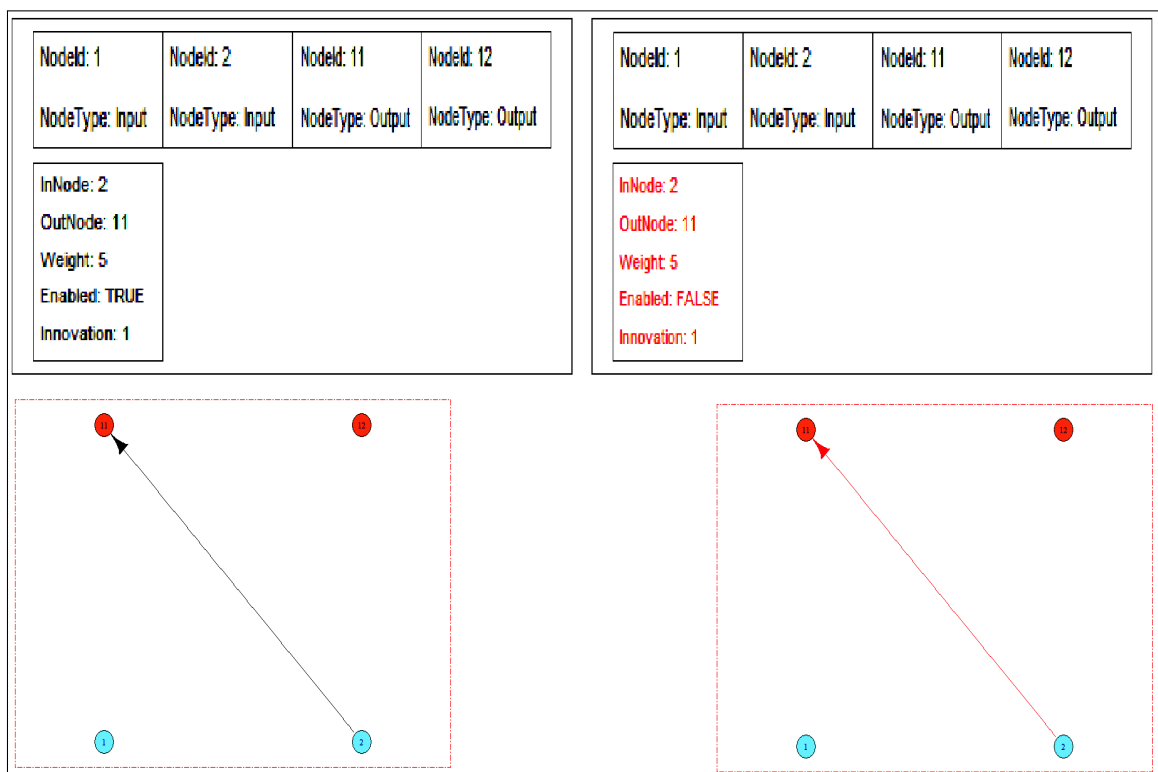 NodeId: 1
NodeType: Input
NodeId: 2
NodeType: Input
NodeId: 11
NodeType: Output
NodeId: 12
NodeType: Output
InNode: 2
OutNode: 11
Weight: 5
Enabled: TRUE
Innovation: 1
11
12
1
2
NodeId: 1
NodeType: Input
NodeId: 2
NodeType: Input
NodeId: 11
NodeType: Output
NodeId: 12
NodeType: Output
InNode: 2
OutNode: 11
Weight: 5
Enabled: FALSE
Innovation: 1
11
12
1
2